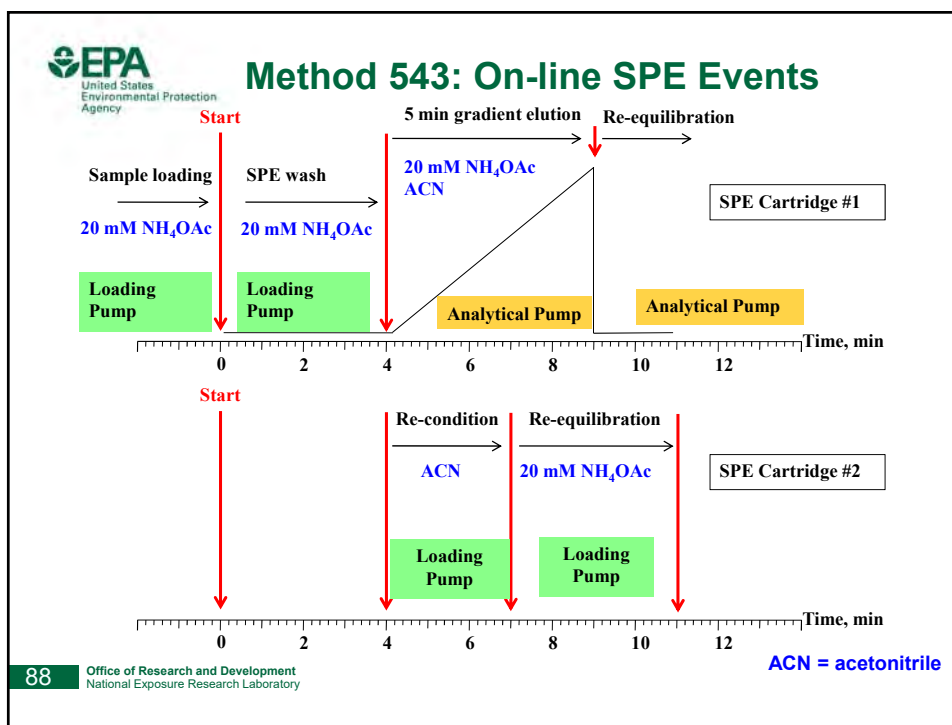 EPA
United States
Environmental Protection
Agency
Method 543: On-line SPE Events
Start
5 min gradient elution
Re-equilibration
Sample loading
SPE wash
20 mM NH₄OAc
ACN
SPE Cartridge #1
20 mM NH₄OAc
20 mM NH₄OAc
Loading
Pump
Loading
Pump
Analytical Pump
Analytical Pump
Time, min
0 2 4 6 8 10 12
Start
Re-condition
Re-equilibration
ACN
20 mM NH₄OAc
SPE Cartridge #2
Loading
Pump
Loading
Pump
Time, min
0 2 4 6 8 10 12
ACN = acetonitrile
88
Office of Research and Development
National Exposure Research Laboratory